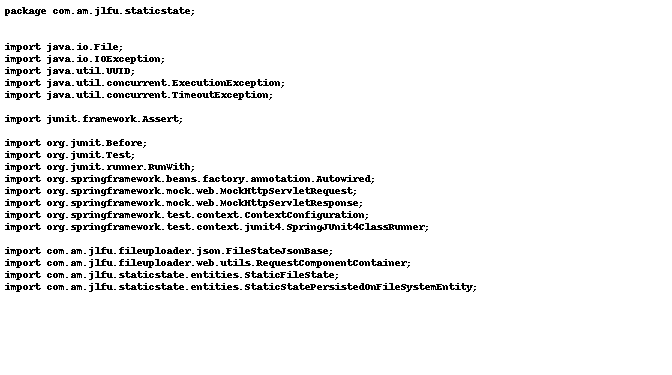 package com.am.jlfu.staticstate;
import java.io.File;
import java.io.IOException;
import java.util.UUID;
import java.util.concurrent.ExecutionException;
import java.util.concurrent.TimeoutException;
import junit.framework.Assert;
import org.junit.Before;
import org.junit.Test;
import org.junit.runner.RunWith;
import org.springframework.beans.factory.annotation.Autowired;
import org.springframework.mock.web.MockHttpServletRequest;
import org.springframework.mock.web.MockHttpServletResponse;
import org.springframework.test.context.ContextConfiguration;
import org.springframework.test.context.junit4.SpringJUnit4ClassRunner;
import com.am.jlfu.fileuploader.json.FileStateJsonBase;
import com.am.jlfu.fileuploader.web.utils.RequestComponentContainer;
import com.am.jlfu.staticstate.entities.StaticFileState;
import com.am.jlfu.staticstate.entities.StaticStatePersistedOnFileSystemEntity;